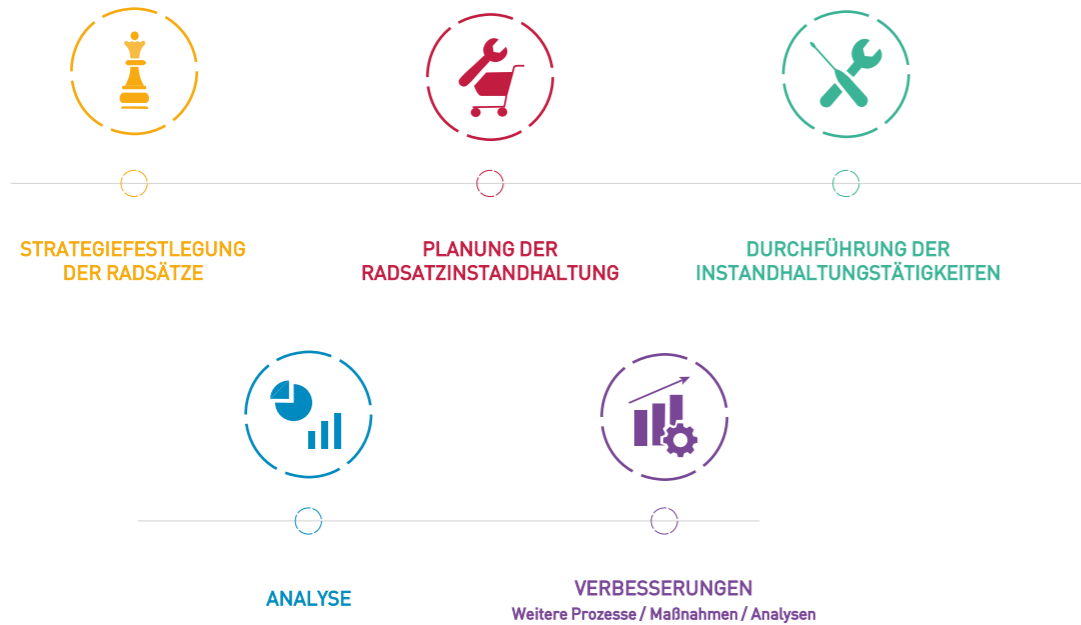 STRATEGIEFESTLEGUNG
DER RADSÄTZE
PLANUNG DER
RADSATZINSTANDHALTUNG
DURCHFÜHRUNG DER
INSTANDHALTUNGSTÄTIGKEITEN
ANALYSE
VERBESSERUNGEN
Weitere Prozesse / Maßnahmen / Analysen